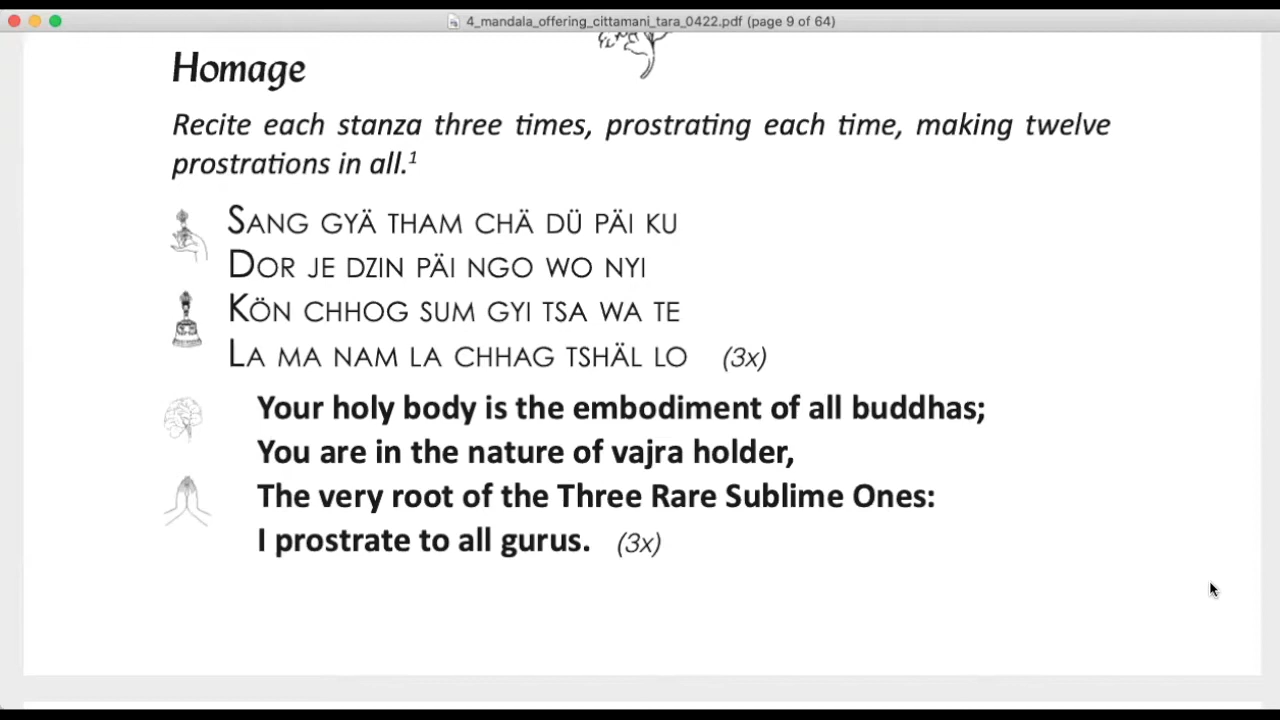 4_mandala_offering_cittamani_tara_0422.pdf (page 9 of 64)
Homage
Recite each stanza three times, prostrating each time, making twelve
prostrations in all.1
SANG GYÄ THAM CHÄ DÜ PÄI KU
DOR JE DZIN PÄI NGO WO NYI
KÖN CHHOG SUM GYI TSA WA TE
LA MA NAM LA CHHAG TSHÄL LO (3x)
Your holy body is the embodiment of all buddhas;
You are in the nature of vajra holder,
The very root of the Three Rare Sublime Ones:
I prostrate to all gurus. (3x)